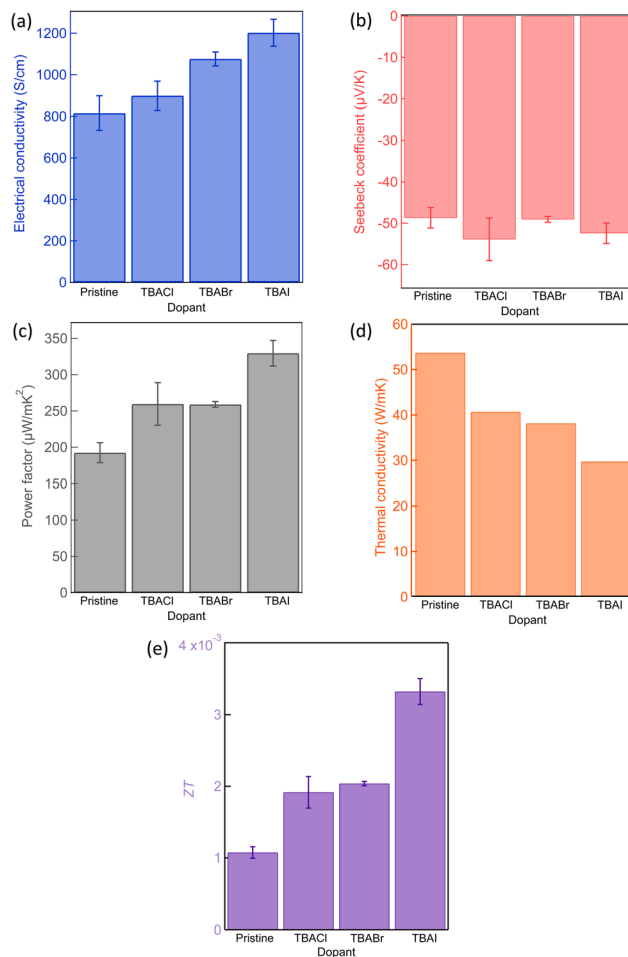 (a)
Electrical conductivity (S/cm)
1200
1000
800
600
400
200
0
Pristine TBACl TBABr TBAI
Dopant
(b)
Seebeck coefficient (µV/K)
0
-10
-20
-30
-40
-50
-60
Pristine TBACl TBABr TBAI
Dopant
(c)
Power factor (µW/mK²)
350
300
250
200
150
100
50
0
Pristine TBACl TBABr TBAI
Dopant
(d)
Thermal conductivity (W/mK)
60
50
40
30
20
10
0
Pristine TBACl TBABr TBAI
Dopant
(e)
ZT
4 x10⁻³
3
2
1
0
Pristine TBACl TBABr TBAI
Dopant